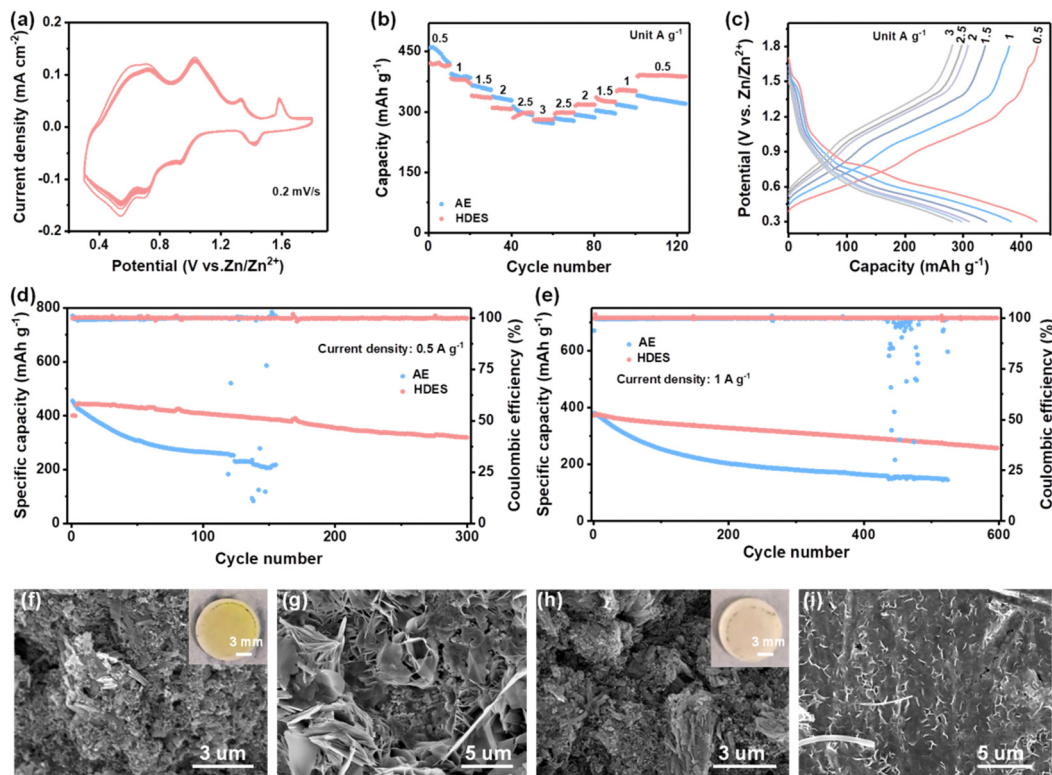 (a)
Current density (mA cm⁻²)
0.2
0.1
0.0
-0.1
-0.2
0.2 mV/s
0.4 0.8 1.2 1.6
Potential (V vs.Zn/Zn²⁺)
(b)
Capacity (mAh g⁻¹)
450
300
150
0
Unit A g⁻¹
0.5
1
1.5
2
2.5
3
2.5
2
1.5
1
0.5
AE
HDES
0 20 40 60 80 100 120
Cycle number
(c)
Potential (V vs. Zn/Zn²⁺)
1.8
1.5
1.2
0.9
0.6
0.3
Unit A g⁻¹
3
2.5
2
1.5
1
0.5
0 100 200 300 400
Capacity (mAh g⁻¹)
(d)
Specific capacity (mAh g⁻¹)
800
600
400
200
0
Current density: 0.5 A g⁻¹
AE
HDES
100
75
50
25
0
Coulombic efficiency (%)
0 100 200 300
Cycle number
(e)
Specific capacity (mAh g⁻¹)
600
400
200
0
AE
HDES
Current density: 1 A g⁻¹
100
75
50
25
0
Coulombic efficiency (%)
0 200 400 600
Cycle number
(f)
3 mm
3 um
(g)
5 um
(h)
3 mm
3 um
(i)
5 um